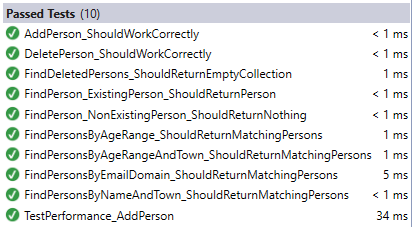 Passed Tests (10)
AddPerson_ShouldWorkCorrectly < 1 ms
DeletePerson_ShouldWorkCorrectly < 1 ms
FindDeletedPersons_ShouldReturnEmptyCollection 1 ms
FindPerson_ExistingPerson_ShouldReturnPerson < 1 ms
FindPerson_NonExistingPerson_ShouldReturnNothing < 1 ms
FindPersonsByAgeRange_ShouldReturnMatchingPersons 1 ms
FindPersonsByAgeRangeAndTown_ShouldReturnMatchingPersons 1 ms
FindPersonsByEmailDomain_ShouldReturnMatchingPersons 5 ms
FindPersonsByNameAndTown_ShouldReturnMatchingPersons < 1 ms
TestPerformance_AddPerson 34 ms